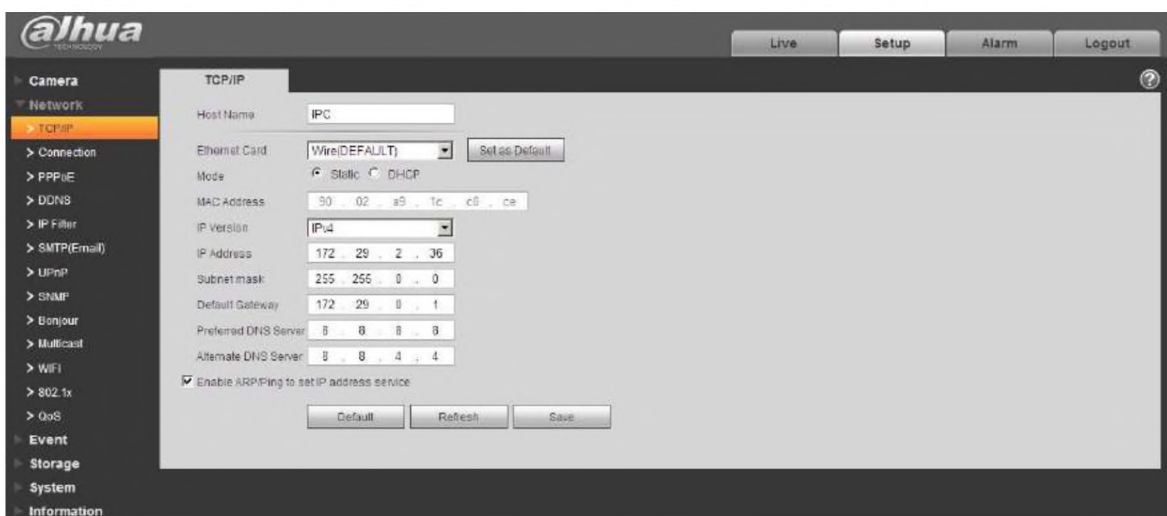 alhua
TECHNOLOGY
Live Setup Alarm Logout
Camera
Network
TCP/IP
Connection
PPPoE
DDNS
IP Filter
SMTP(Email)
UPnP
SNMP
Bonjour
Multicast
WIFI
802.1x
QoS
Event
Storage
System
Information
TCP/IP
Host Name IPC
Ethernet Card Wire(DEFAULT) Set as Default
Mode Static DHCP
MAC Address 90 . 02 . a9 . 1c . c6 . ce
IP Version IPv4
IP Address 172 . 29 . 2 . 36
Subnet mask 255 . 255 . 0 . 0
Default Gateway 172 . 29 . 0 . 1
Preferred DNS Server 8 . 8 . 8 . 8
Alternate DNS Server 8 . 8 . 4 . 4
Enable ARP/Ping to set IP address service
Default Refresh Save